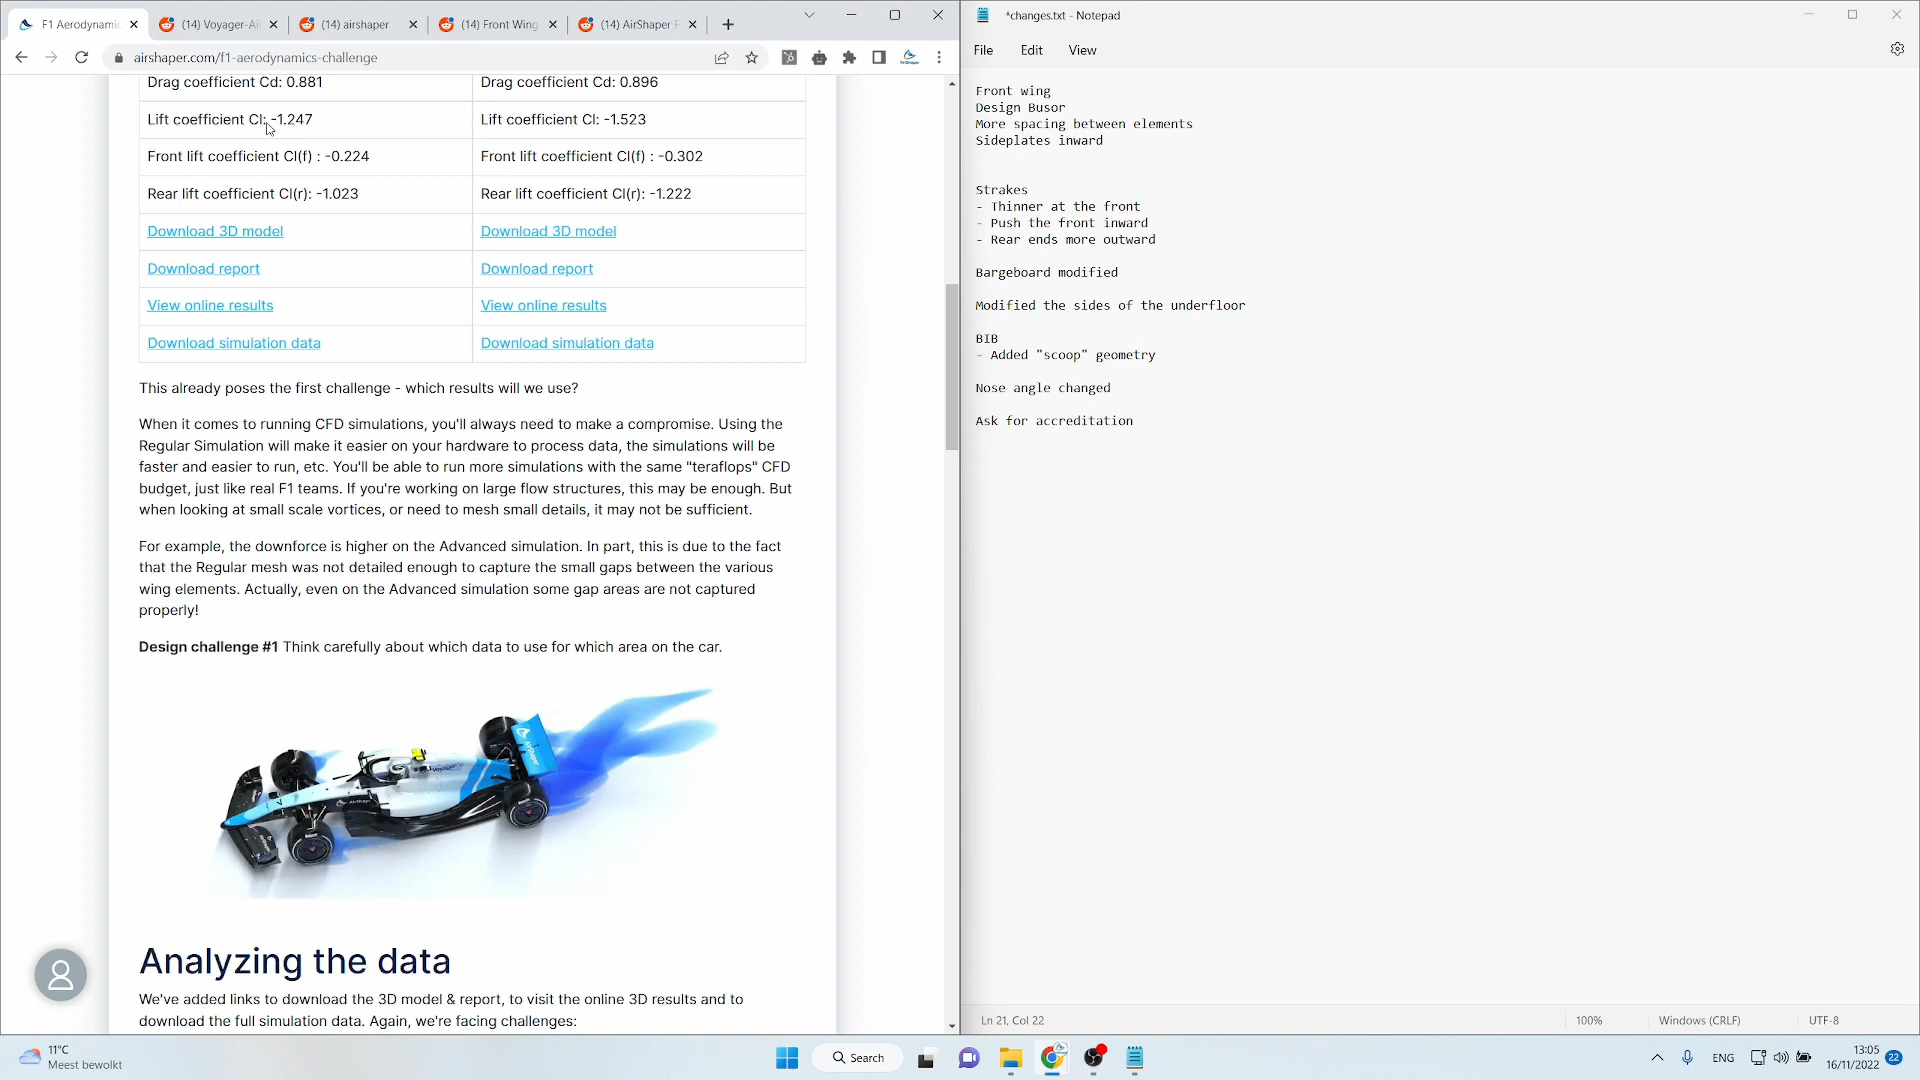 F1 Aerodynamic
(14) Voyager-Ai
(14) airshaper
(14) Front Wing
(14) AirShaper F
*changes.txt - Notepad
airshaper.com/f1-aerodynamics-challenge
File Edit View
Drag coefficient Cd: 0.881
Drag coefficient Cd: 0.896
Lift coefficient Cl: -1.247
Lift coefficient Cl: -1.523
Front lift coefficient Cl(f) : -0.224
Front lift coefficient Cl(f) : -0.302
Rear lift coefficient Cl(r): -1.023
Rear lift coefficient Cl(r): -1.222
Download 3D model
Download 3D model
Download report
Download report
View online results
View online results
Download simulation data
Download simulation data
This already poses the first challenge - which results will we use?
When it comes to running CFD simulations, you'll always need to make a compromise. Using the
Regular Simulation will make it easier on your hardware to process data, the simulations will be
faster and easier to run, etc. You'll be able to run more simulations with the same "teraflops" CFD
budget, just like real F1 teams. If you're working on large flow structures, this may be enough. But
when looking at small scale vortices, or need to mesh small details, it may not be sufficient.
For example, the downforce is higher on the Advanced simulation. In part, this is due to the fact
that the Regular mesh was not detailed enough to capture the small gaps between the various
wing elements. Actually, even on the Advanced simulation some gap areas are not captured
properly!
Design challenge #1 Think carefully about which data to use for which area on the car.
AirShaper
Analyzing the data
We've added links to download the 3D model & report, to visit the online 3D results and to
download the full simulation data. Again, we're facing challenges:
Front wing
Design Busor
More spacing between elements
Sideplates inward
Strakes
- Thinner at the front
- Push the front inward
- Rear ends more outward
Bargeboard modified
Modified the sides of the underfloor
BIB
- Added "scoop" geometry
Nose angle changed
Ask for accreditation
Ln 21, Col 22
100%
Windows (CRLF)
UTF-8
11°C
Meest bewolkt
Search
ENG
13:05
16/11/2022
22